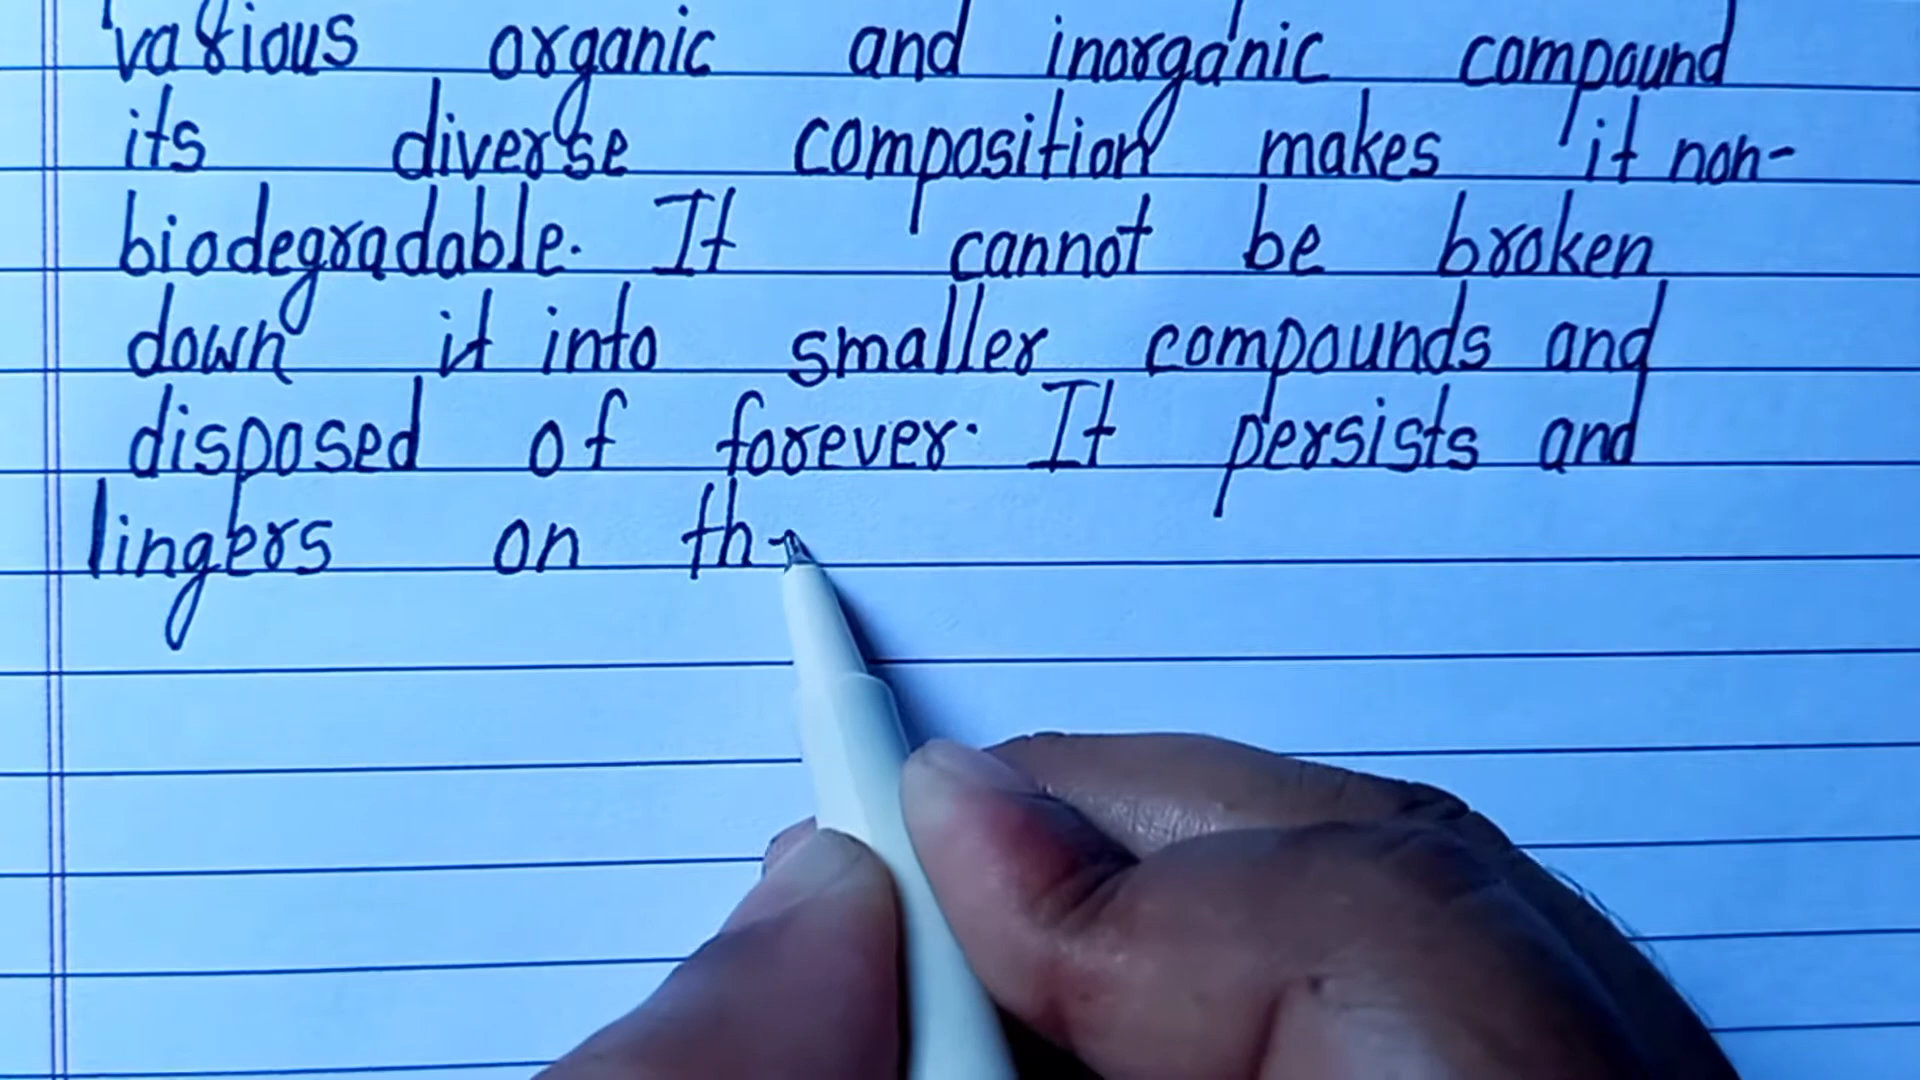 various organic and inorganic compound
its diverse composition makes it non-
biodegradable. It cannot be broken
down it into smaller compounds and
disposed of forever. It persists and
lingers on th